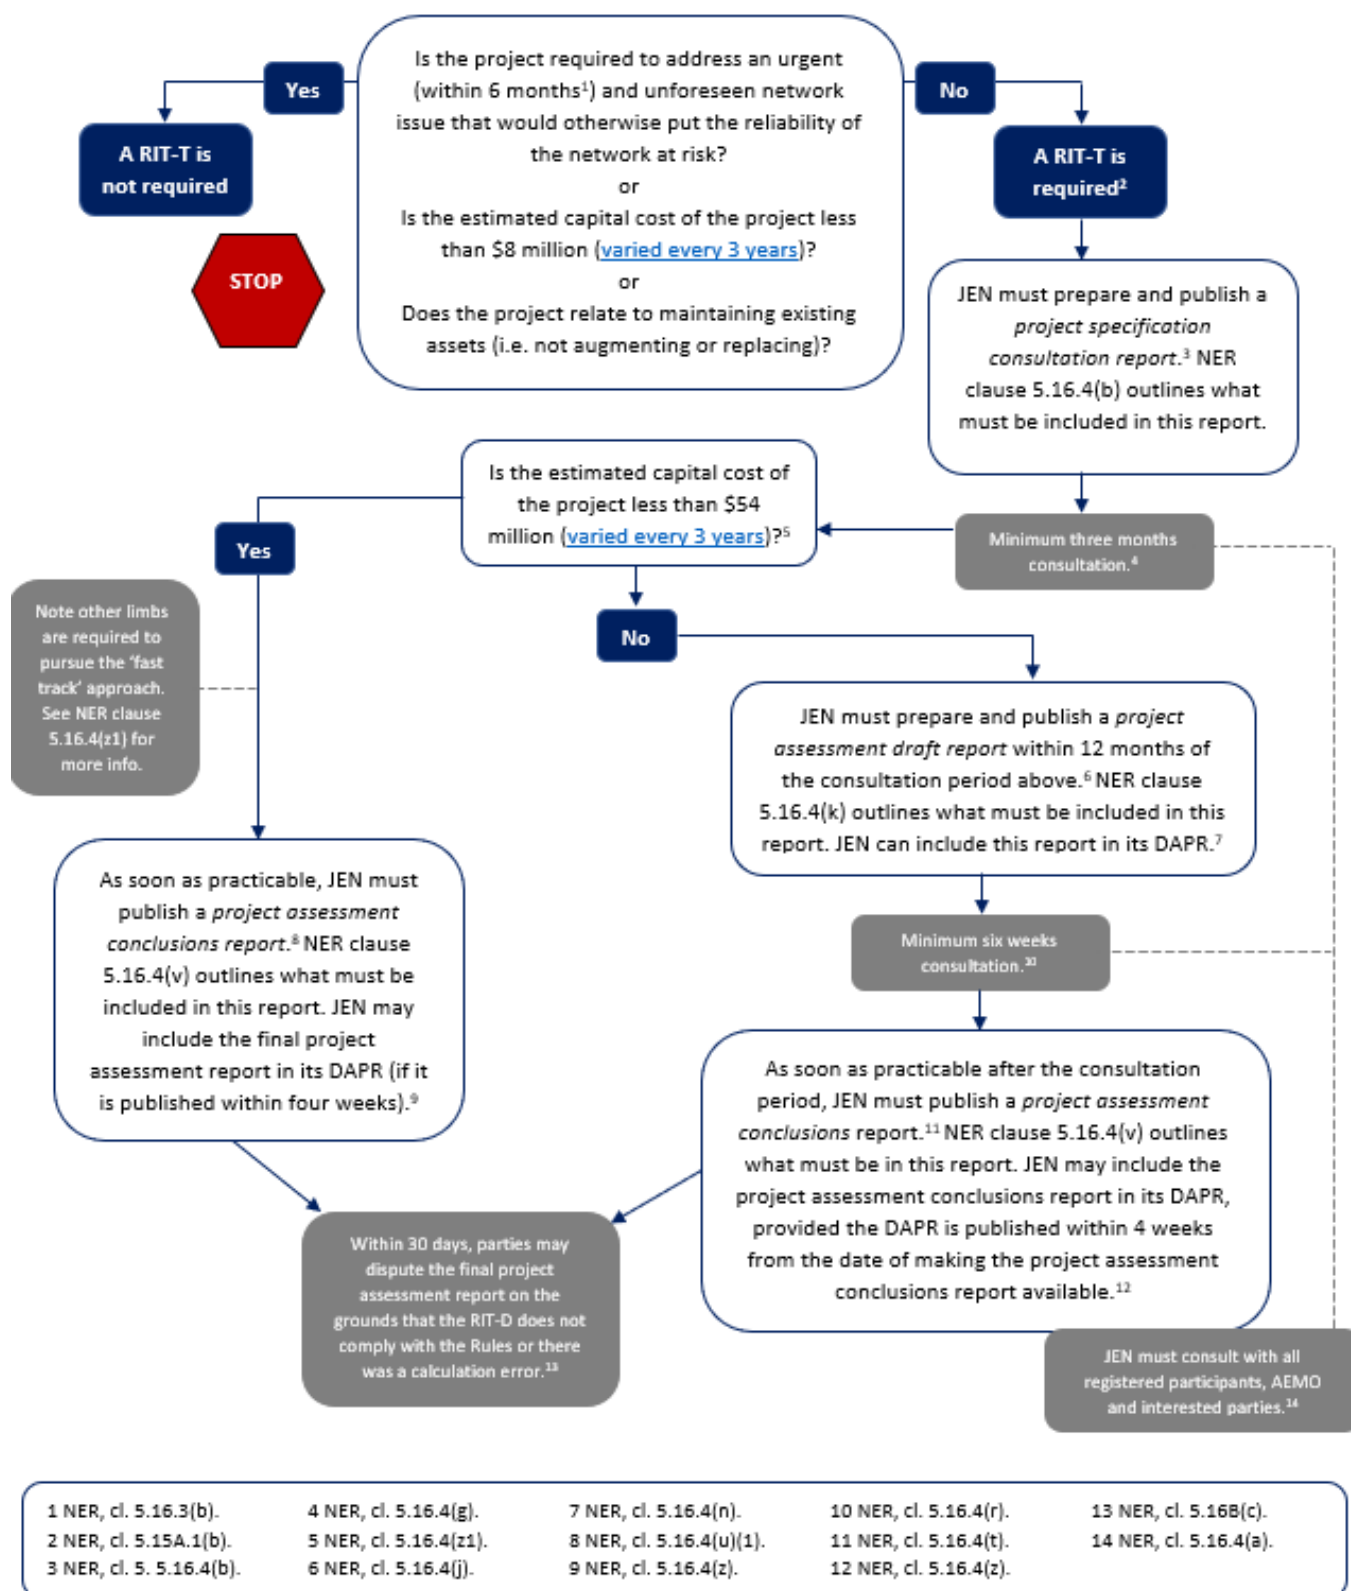 Is the project required to address an urgent
(within 6 months¹) and unforeseen network
issue that would otherwise put the reliability of
the network at risk?
or
Is the estimated capital cost of the project less
than $8 million (varied every 3 years)?
or
Does the project relate to maintaining existing
assets (i.e. not augmenting or replacing)?
Yes
No
A RIT-T is
not required
STOP
A RIT-T is
required²
JEN must prepare and publish a
project specification
consultation report.³ NER
clause 5.16.4(b) outlines what
must be included in this report.
Minimum three months
consultation.⁴
Is the estimated capital cost of
the project less than $54
million (varied every 3 years)?⁵
Yes
No
Note other limbs
are required to
pursue the 'fast
track' approach.
See NER clause
5.16.4(z1) for
more info.
JEN must prepare and publish a project
assessment draft report within 12 months of
the consultation period above.⁶ NER clause
5.16.4(k) outlines what must be included in this
report. JEN can include this report in its DAPR.⁷
As soon as practicable, JEN must
publish a project assessment
conclusions report.⁸ NER clause
5.16.4(v) outlines what must be
included in this report. JEN may
include the final project
assessment report in its DAPR (if it
is published within four weeks).⁹
Minimum six weeks
consultation.¹⁰
As soon as practicable after the consultation
period, JEN must publish a project assessment
conclusions report.¹¹ NER clause 5.16.4(v) outlines
what must be in this report. JEN may include the
project assessment conclusions report in its DAPR,
provided the DAPR is published within 4 weeks
from the date of making the project assessment
conclusions report available.¹²
Within 30 days, parties may
dispute the final project
assessment report on the
grounds that the RIT-D does not
comply with the Rules or there
was a calculation error.¹³
JEN must consult with all
registered participants, AEMO
and interested parties.¹⁴
1 NER, cl. 5.16.3(b).
2 NER, cl. 5.15A.1(b).
3 NER, cl. 5. 5.16.4(b).
4 NER, cl. 5.16.4(g).
5 NER, cl. 5.16.4(z1).
6 NER, cl. 5.16.4(j).
7 NER, cl. 5.16.4(n).
8 NER, cl. 5.16.4(u)(1).
9 NER, cl. 5.16.4(z).
10 NER, cl. 5.16.4(r).
11 NER, cl. 5.16.4(t).
12 NER, cl. 5.16.4(z).
13 NER, cl. 5.16B(c).
14 NER, cl. 5.16.4(a).